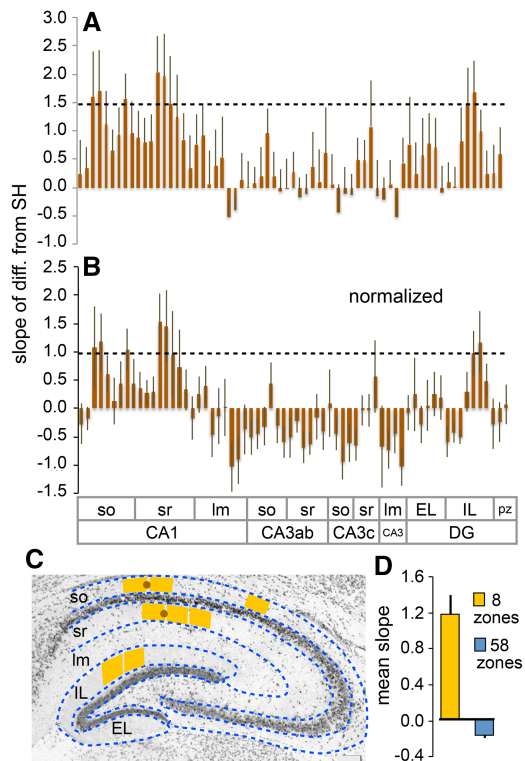 A
3.0
2.5
2.0
1.5
1.0
0.5
0.0
-0.5
-1.0
slope of diff. from SH
B
normalized
2.5
2.0
1.5
1.0
0.5
0.0
-0.5
-1.0
-1.5
so sr lm so sr so sr lm EL IL pz
CA1 CA3ab CA3c CA3 DG
C
so
sr
lm
IL
EL
D
mean slope
1.6
1.2
0.8
0.4
0.0
-0.4
8
zones
58
zones